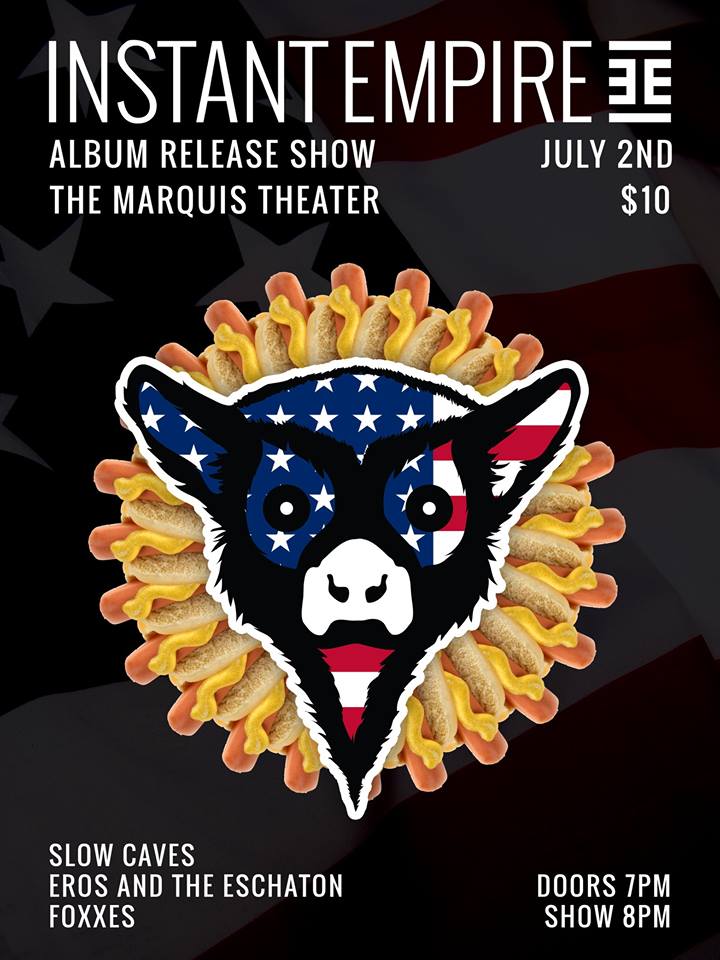 INSTANT EMPIRE
ALBUM RELEASE SHOW JULY 2ND
THE MARQUIS THEATER $10
SLOW CAVES
EROS AND THE ESCHATON DOORS 7PM
FOXXES SHOW 8PM